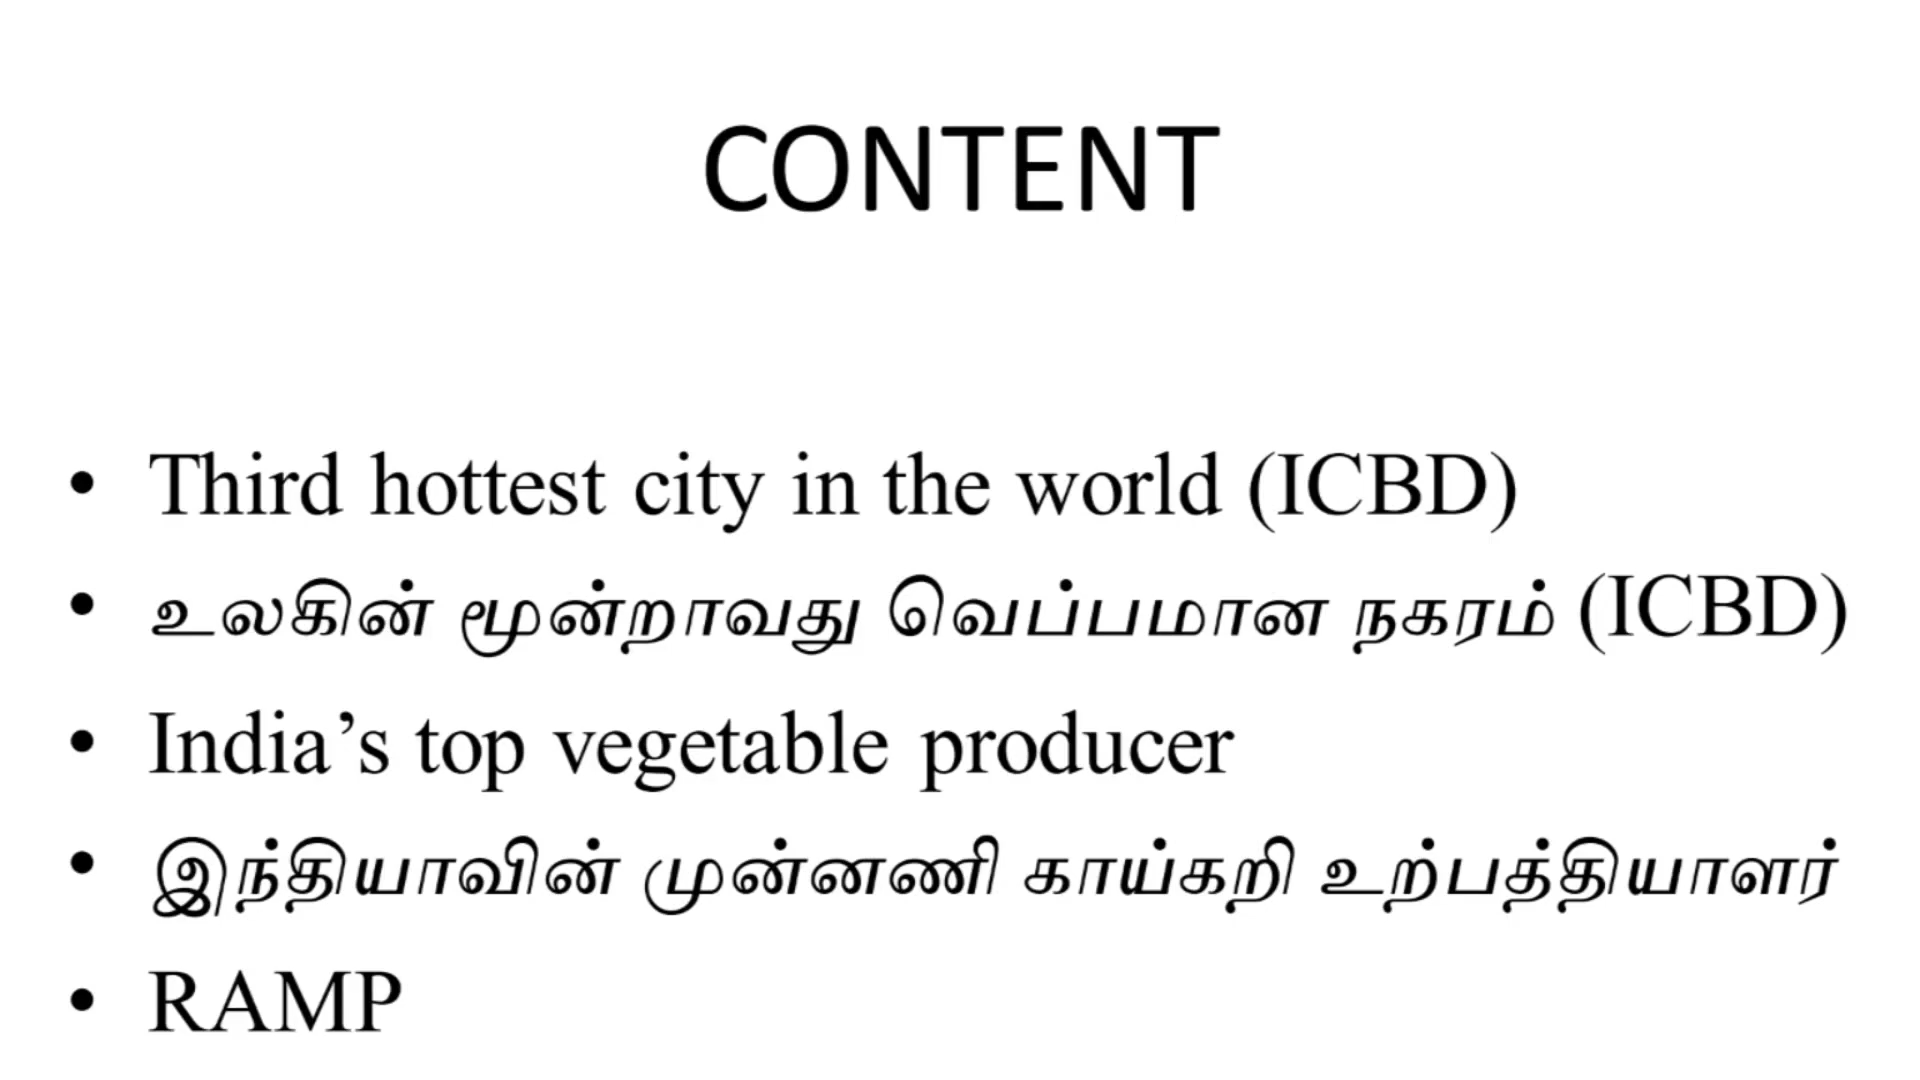 CONTENT
• Third hottest city in the world (ICBD)
• உலகின் மூன்றாவது வெப்பமான நகரம் (ICBD)
• India’s top vegetable producer
• இந்தியாவின் முன்னணி காய்கறி உற்பத்தியாளர்
• RAMP